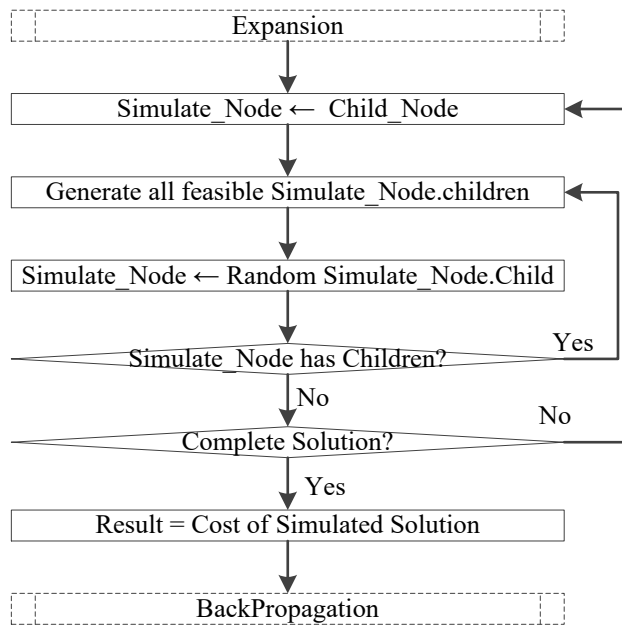 Expansion
Simulate_Node ← Child_Node
Generate all feasible Simulate_Node.children
Simulate_Node ← Random Simulate_Node.Child
Simulate_Node has Children?
Yes
No
Complete Solution?
No
Yes
Result = Cost of Simulated Solution
BackPropagation